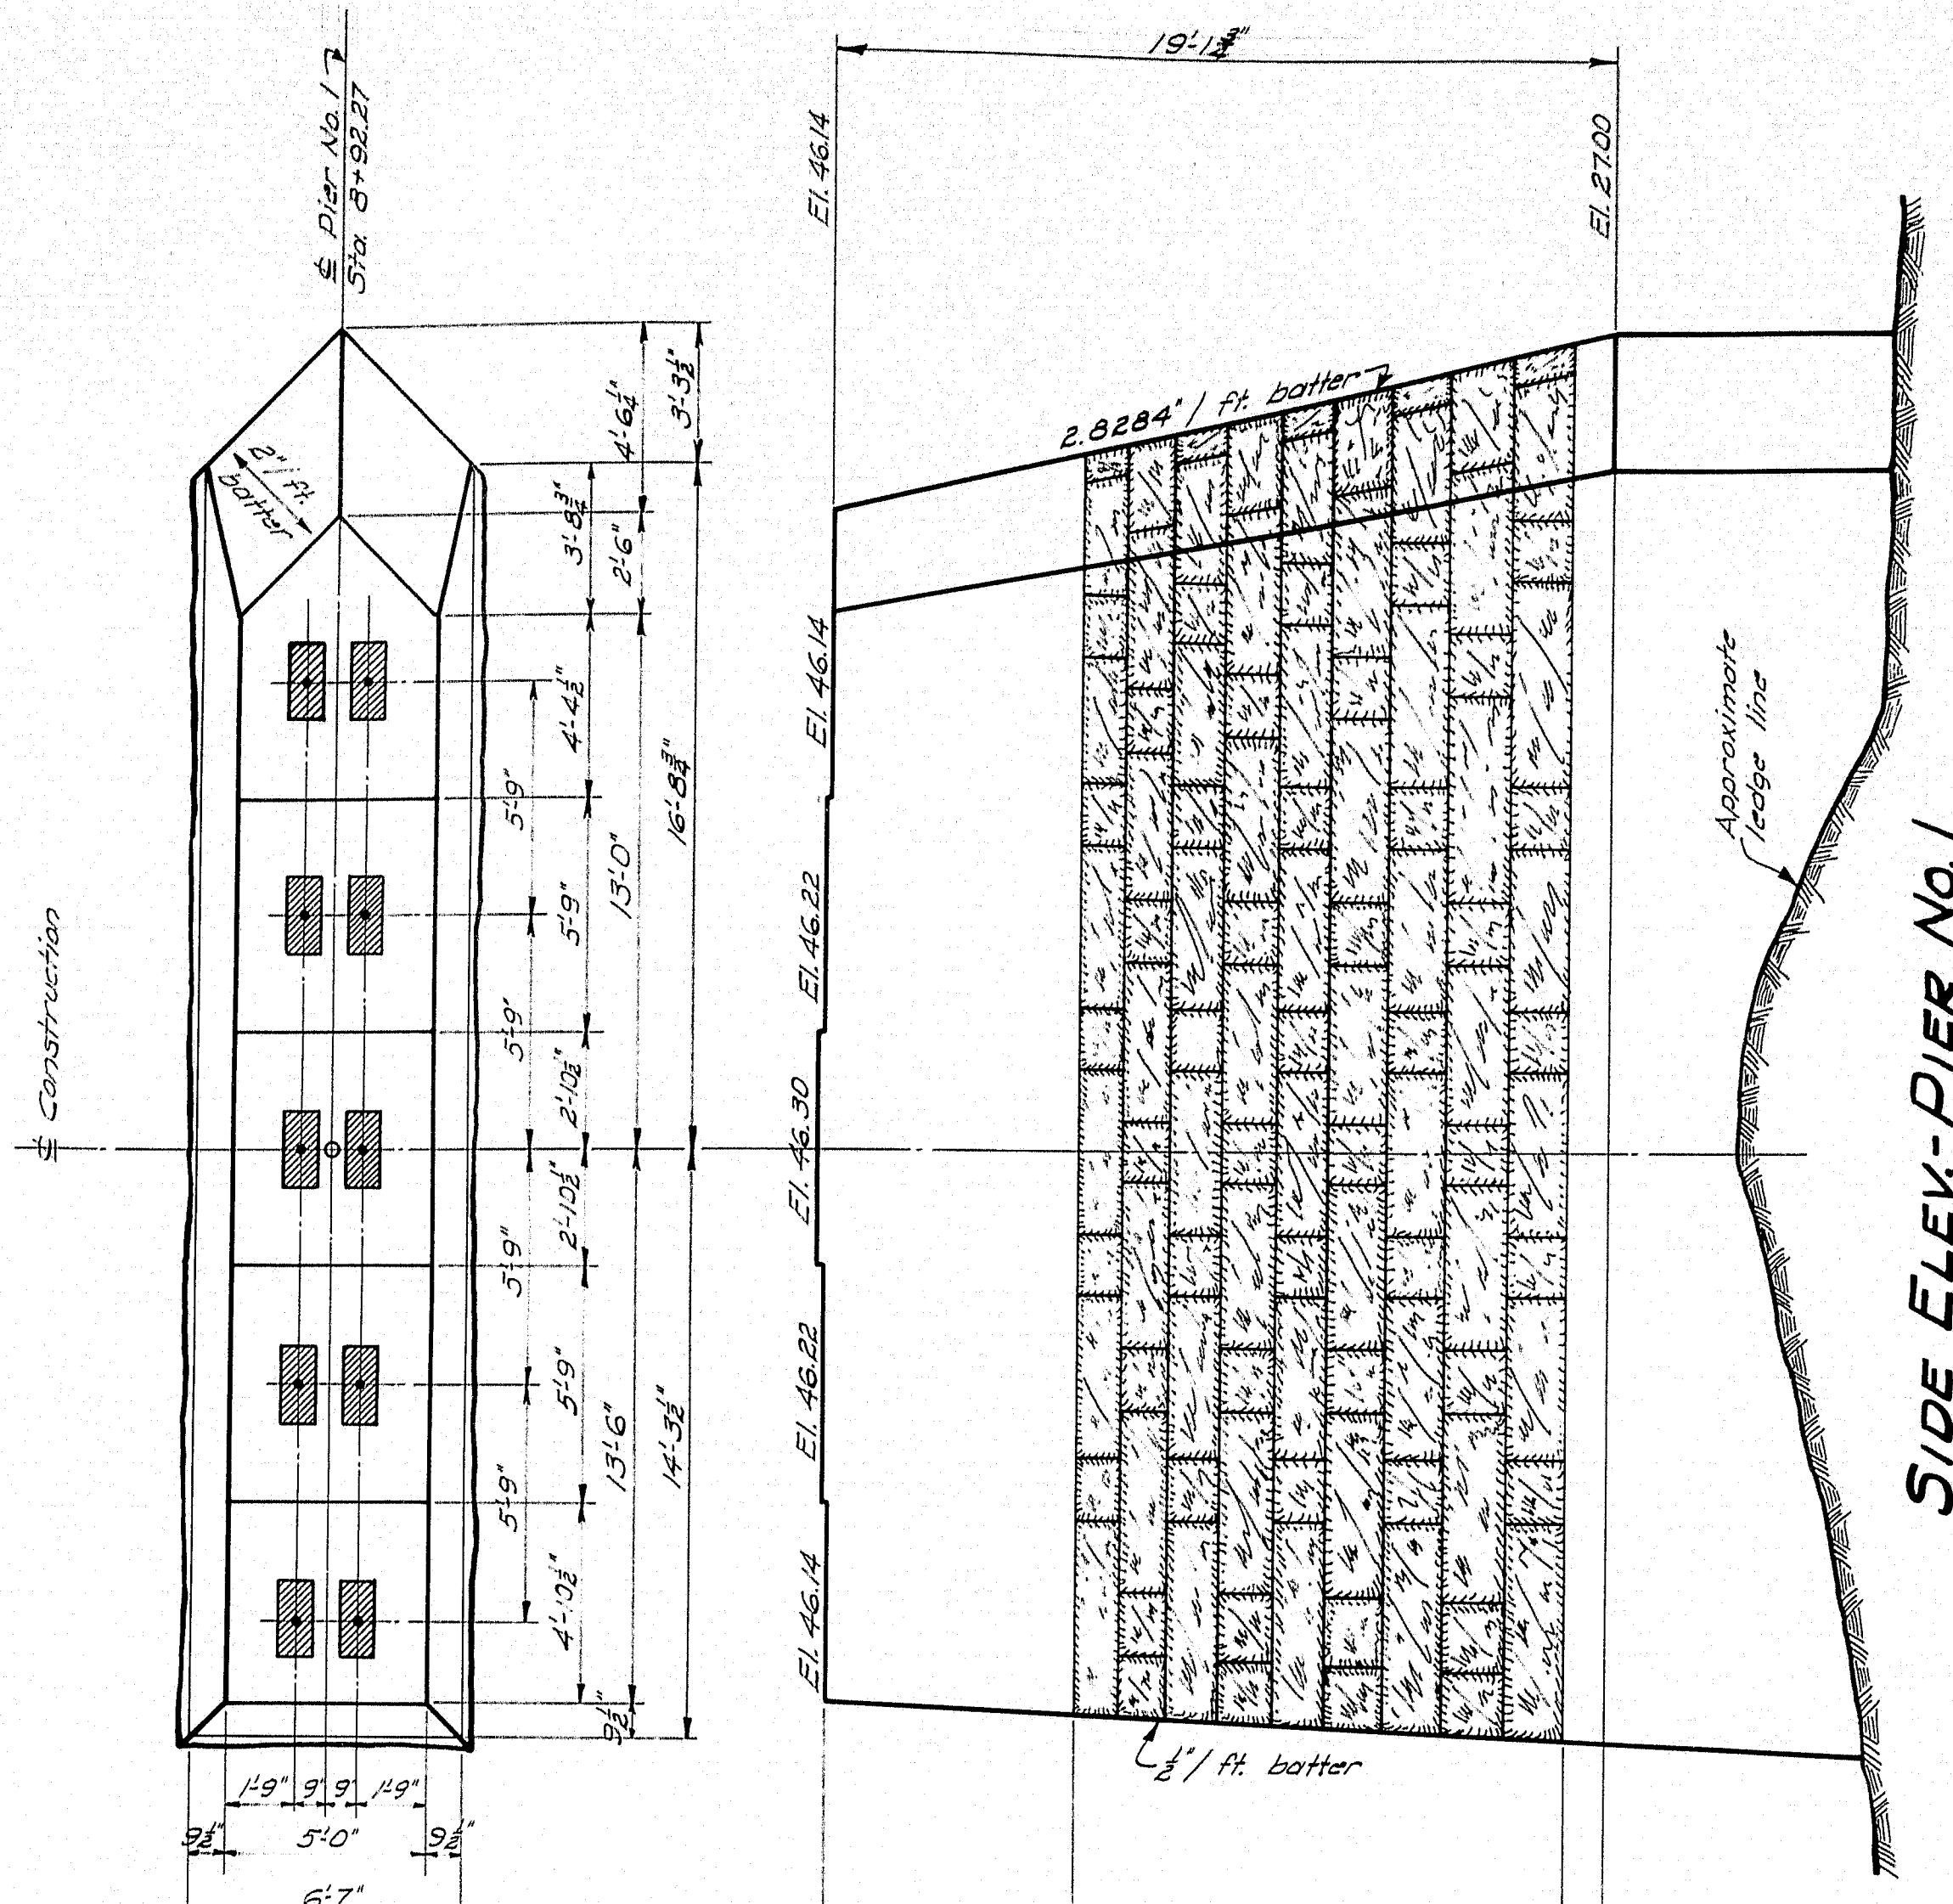 ℄ Pier No. 1
Sta. 8+92.27
19'-1¾"
El. 46.14
El. 27.00
2"/ft.
batter
4'-6¼"
3'-3½"
3'-8¾"
2'-6"
2.8284"/ ft. batter
El. 46.14
4'-4½"
5'-9"
16'-8¾"
13'-0"
5'-9"
Approximate
ledge line
El. 46.22
℄ Construction
5'-9"
2'-10½"
El. 46.30
2'-10½"
5'-9"
5'-9"
El. 46.22
13'-6"
14'-3½"
5'-9"
4'-10½"
El. 46.14
9½"
½"/ ft. batter
1'-9" 9" 9" 1'-9"
9½" 5'-0" 9½"
6'-7"
SIDE ELEV.-PIER No. 1